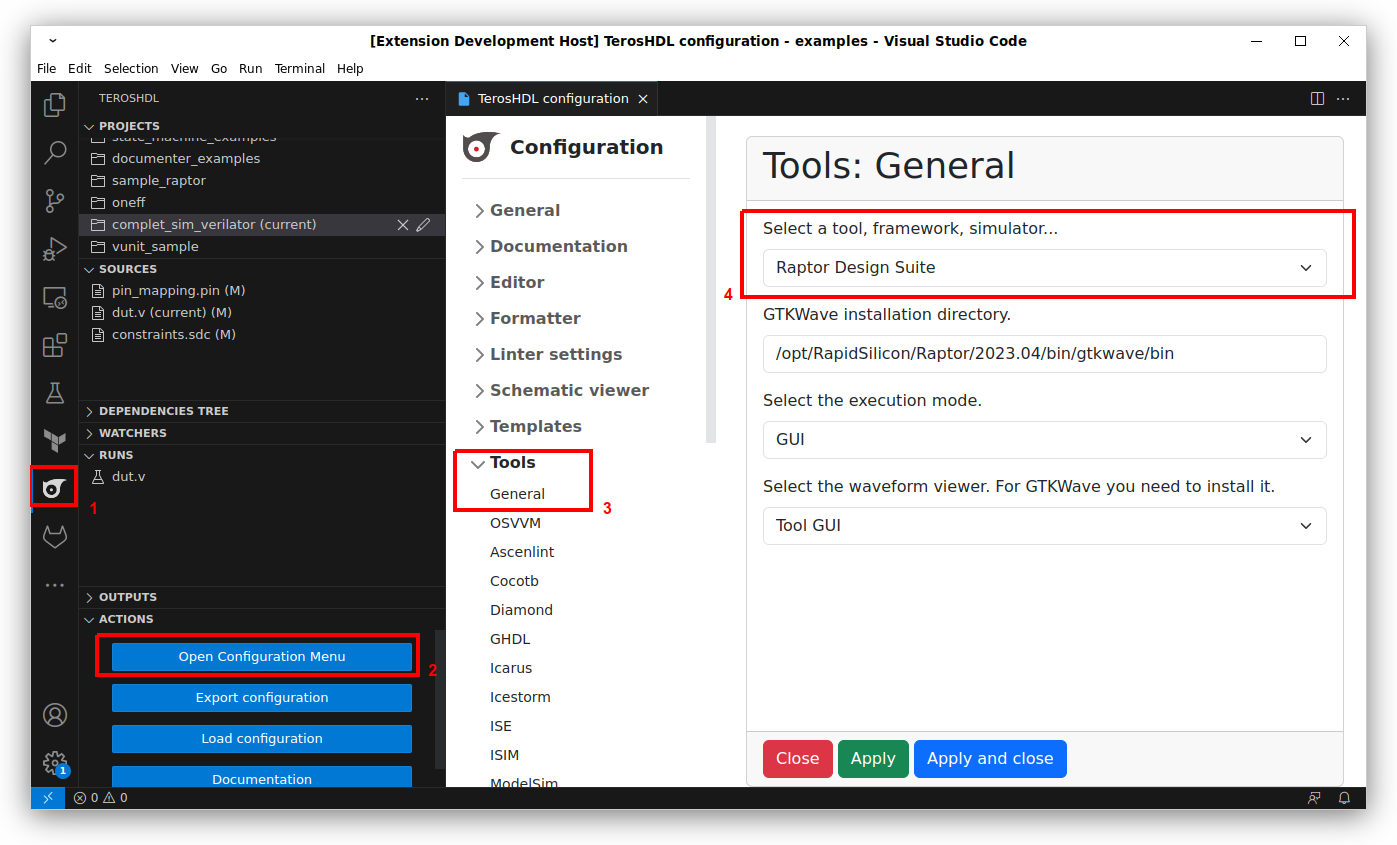 [Extension Development Host] TerosHDL configuration - examples - Visual Studio Code
File Edit Selection View Go Run Terminal Help
TEROSHDL
PROJECTS
state_machine_examples
documenter_examples
sample_raptor
oneff
complet_sim_verilator (current)
vunit_sample
SOURCES
pin_mapping.pin (M)
dut.v (current) (M)
constraints.sdc (M)
DEPENDENCIES TREE
WATCHERS
RUNS
dut.v
1
OUTPUTS
ACTIONS
Open Configuration Menu
2
Export configuration
Load configuration
Documentation
1
TerosHDL configuration
Configuration
General
Documentation
Editor
Formatter
Linter settings
Schematic viewer
Templates
Tools
General
3
OSVVM
Ascenlint
Cocotb
Diamond
GHDL
Icarus
Icestorm
ISE
ISIM
ModelSim
Tools: General
Select a tool, framework, simulator...
Raptor Design Suite
4
GTKWave installation directory.
/opt/RapidSilicon/Raptor/2023.04/bin/gtkwave/bin
Select the execution mode.
GUI
Select the waveform viewer. For GTKWave you need to install it.
Tool GUI
Close Apply Apply and close
0 0